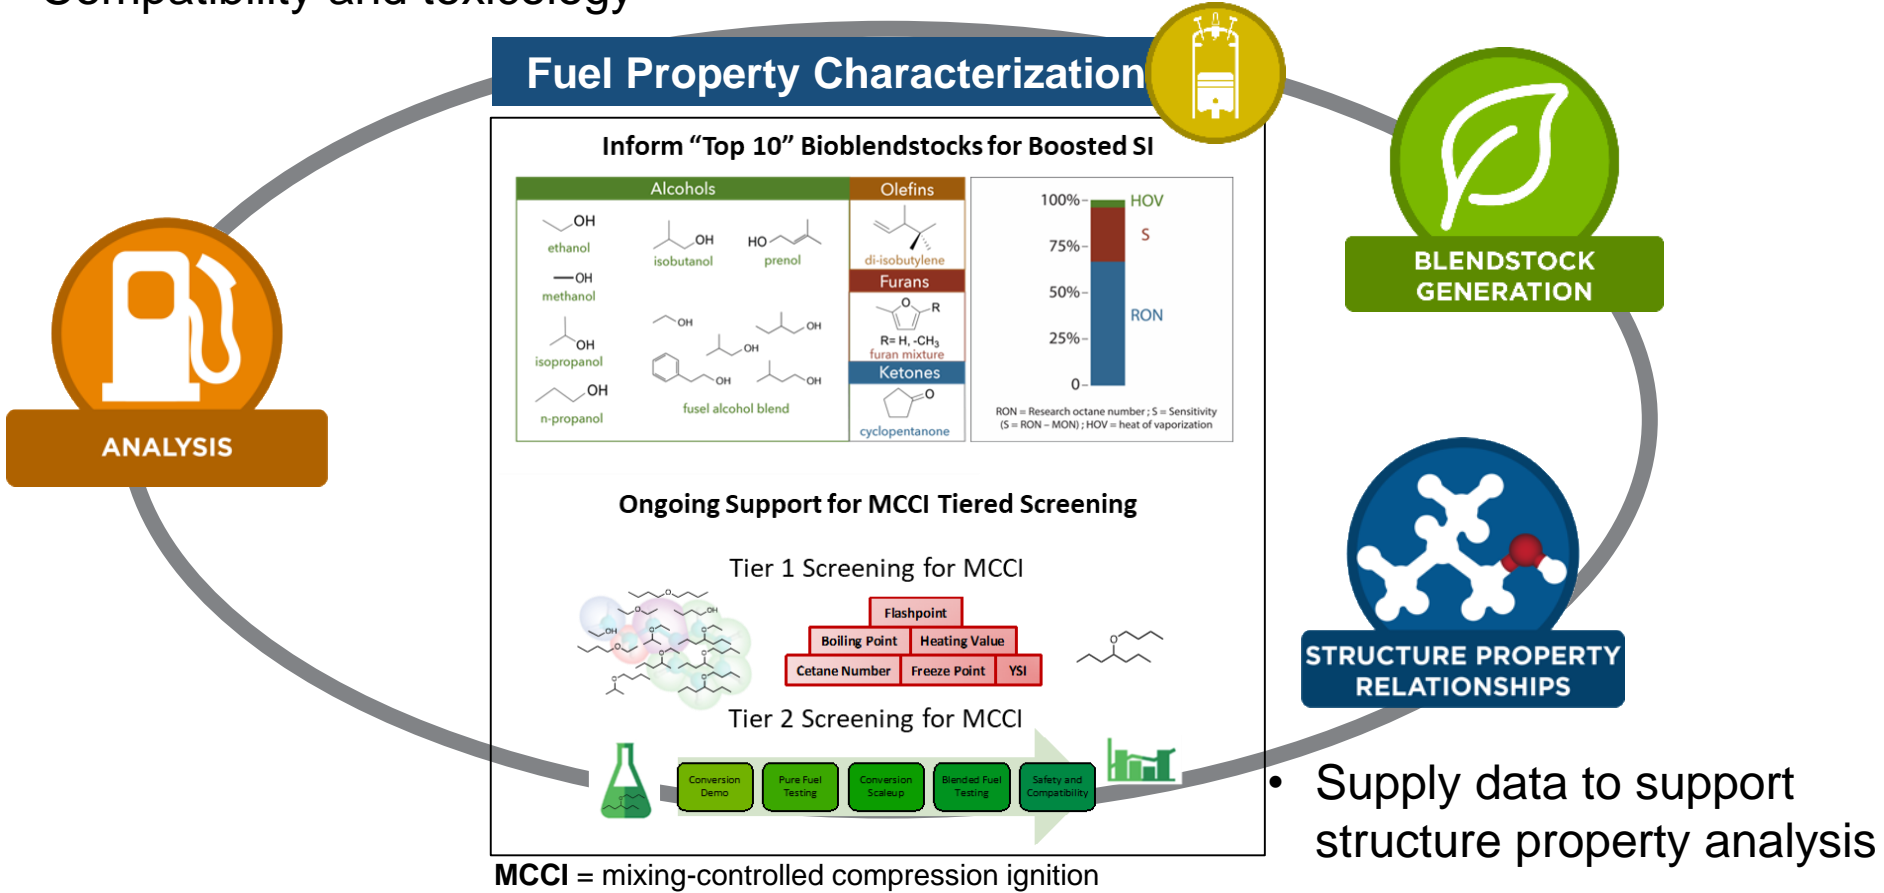 Compatibility and toxicology
Fuel Property Characterization
Inform “Top 10” Bioblendstocks for Boosted SI
Alcohols
OH
ethanol
OH
methanol
OH
isopropanol
OH
n-propanol
OH
isobutanol
HO
prenol
OH
OH
OH
OH
OH
fusel alcohol blend
Olefins
di-isobutylene
Furans
O
R
R= H, -CH₃
furan mixture
Ketones
O
cyclopentanone
100%
75%
50%
25%
0
HOV
S
RON
RON = Research octane number ; S = Sensitivity
(S = RON – MON) ; HOV = heat of vaporization
Ongoing Support for MCCI Tiered Screening
Tier 1 Screening for MCCI
Flashpoint
Boiling Point
Heating Value
Cetane Number
Freeze Point
YSI
O
Tier 2 Screening for MCCI
Conversion
Demo
Pure Fuel
Testing
Conversion
Scaleup
Blended Fuel
Testing
Safety and
Compatibility
MCCI = mixing-controlled compression ignition
ANALYSIS
BLENDSTOCK
GENERATION
STRUCTURE PROPERTY
RELATIONSHIPS
• Supply data to support
structure property analysis